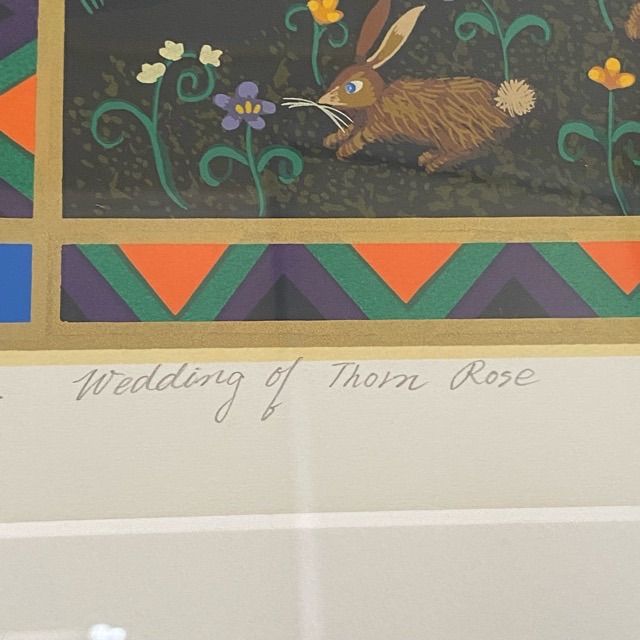 Wedding of Thorn Rose